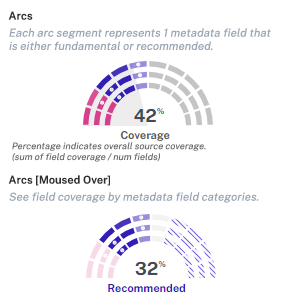 Arcs
Each arc segment represents 1 metadata field that
is either fundamental or recommended.
42%
Coverage
Percentage indicates overall source coverage.
(sum of field coverage / num fields)
Arcs [Moused Over]
See field coverage by metadata field categories.
32%
Recommended